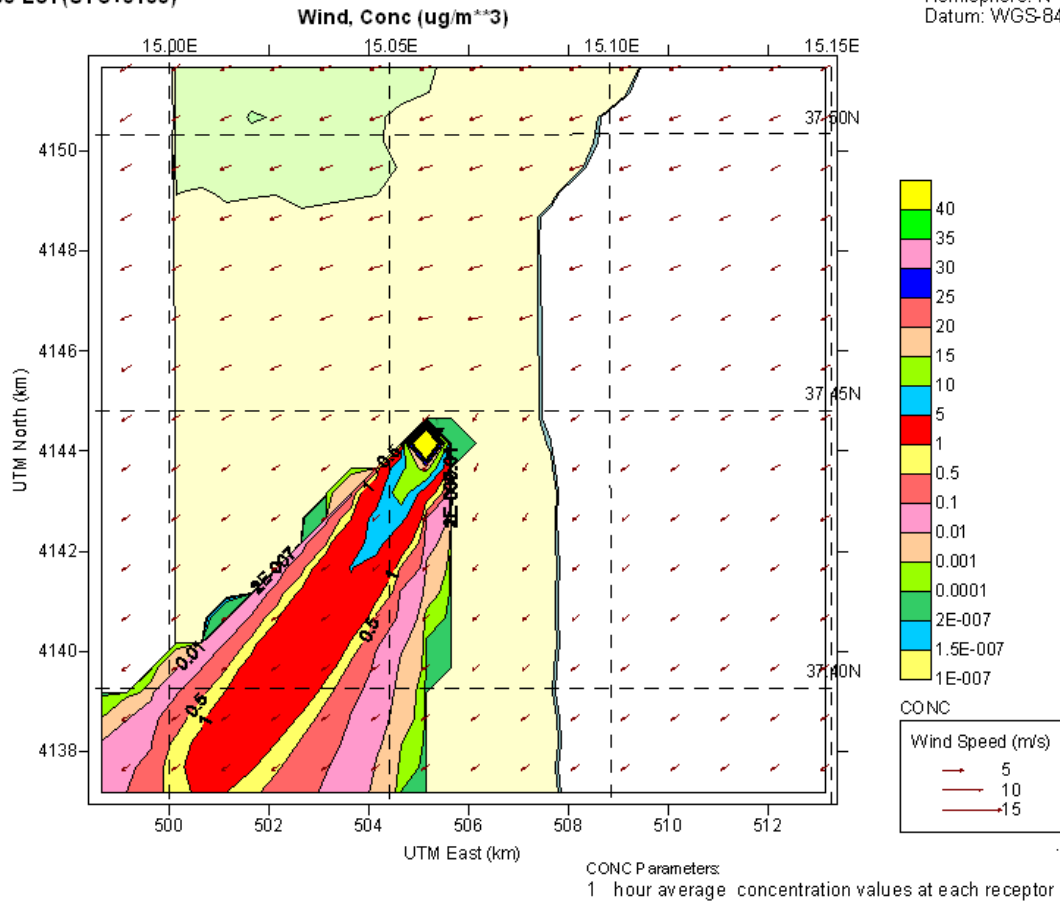 Wind, Conc (ug/m**3)
Datum: WGS-84
15.00E 15.05E 15.10E 15.15E
37.50N
4150
4148
4146
37.45N
4144
4142
4140
37.40N
4138
UTM North (km)
0.5
1
2E-007
1
0.5
0.01
0.5
1
500 502 504 506 508 510 512
UTM East (km)
40
35
30
25
20
15
10
5
1
0.5
0.1
0.01
0.001
0.0001
2E-007
1.5E-007
1E-007
CONC
Wind Speed (m/s)
5
10
15
CONC Parameters:
1 hour average concentration values at each receptor